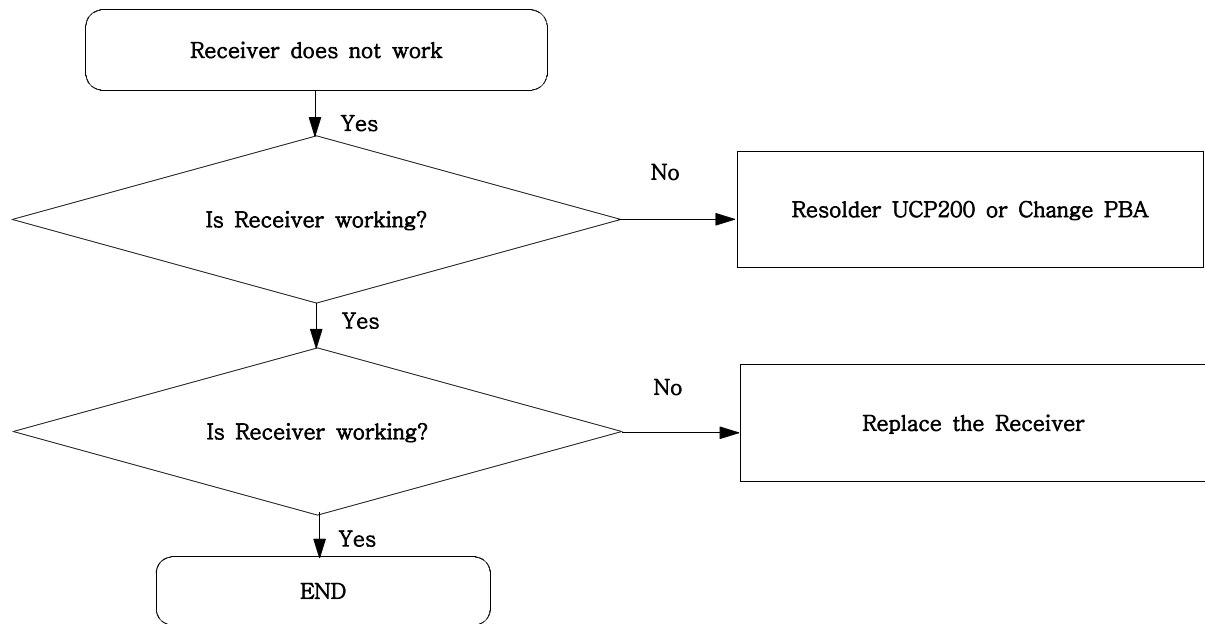 Receiver does not work
Yes
Is Receiver working?
No
Resolder UCP200 or Change PBA
Yes
Is Receiver working?
No
Replace the Receiver
Yes
END